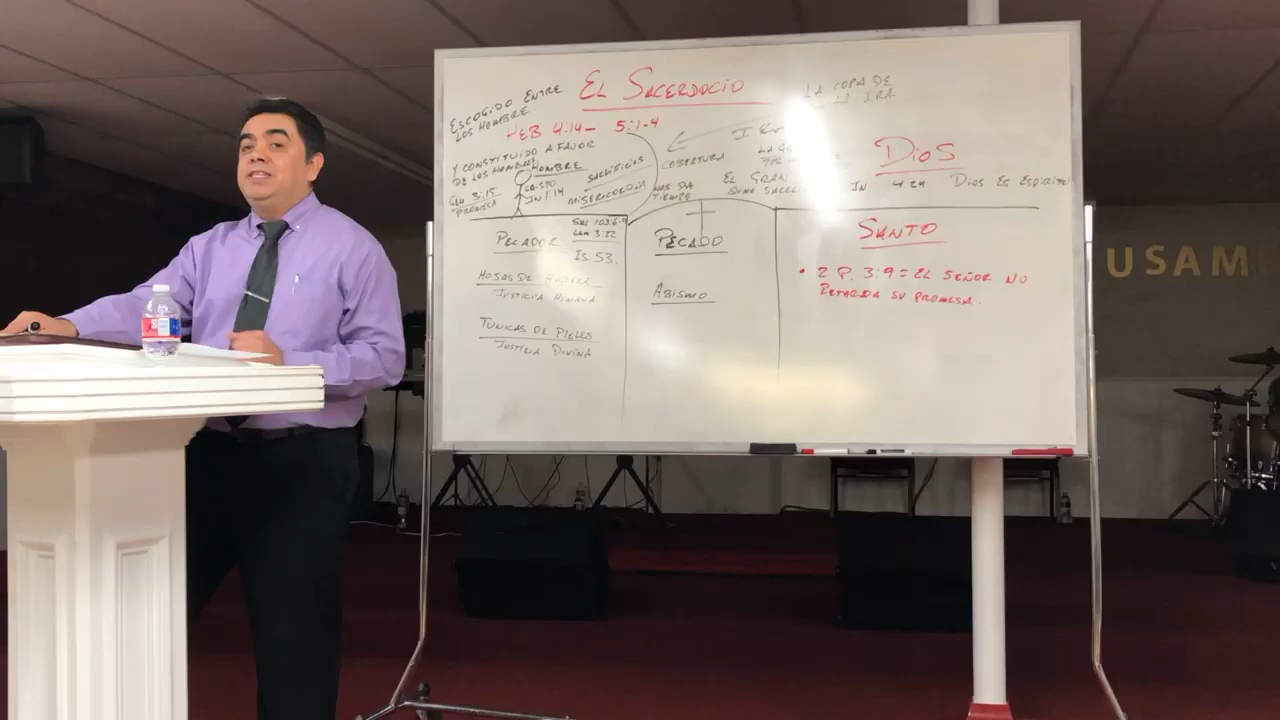 EL SACERDOCIO
ESCOGIDO ENTRE
LOS HOMBRE.
HEB 4:14- 5:1-4
Y CONSTITUIDO A FAVOR
DE LOS HOMBRES
GEN 3:15
PROMESA
HOMBRE
CRISTO
JN 1:14
SACRIFICIOS
MISERICORDIA
COBERTURA
NOS DA
TIEMPO
LA COPA DE
LA IRA.
EL GRAN
SUMO
DIOS
JN 4:24 DIOS ES ESPIRITU
PECADOR
SAL 103:6-9
LAM 3:22
IS 53.
HOJAS DE HIGUERA
JUSTICIA HUMANA
TUNICAS DE PIELES
JUSTICIA DIVINA
PECADO
ABISMO
SANTO
• 2 P. 3:9 = EL SEÑOR NO
RETARDA SU PROMESA.
USAM